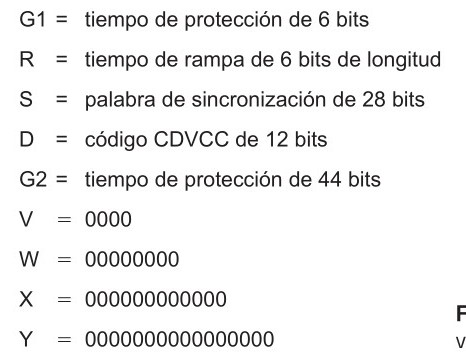 G1 = tiempo de protección de 6 bits
R = tiempo de rampa de 6 bits de longitud
S = palabra de sincronización de 28 bits
D = código CDVCC de 12 bits
G2 = tiempo de protección de 44 bits
V = 0000
W = 00000000
X = 000000000000
F
Y = 0000000000000000
v